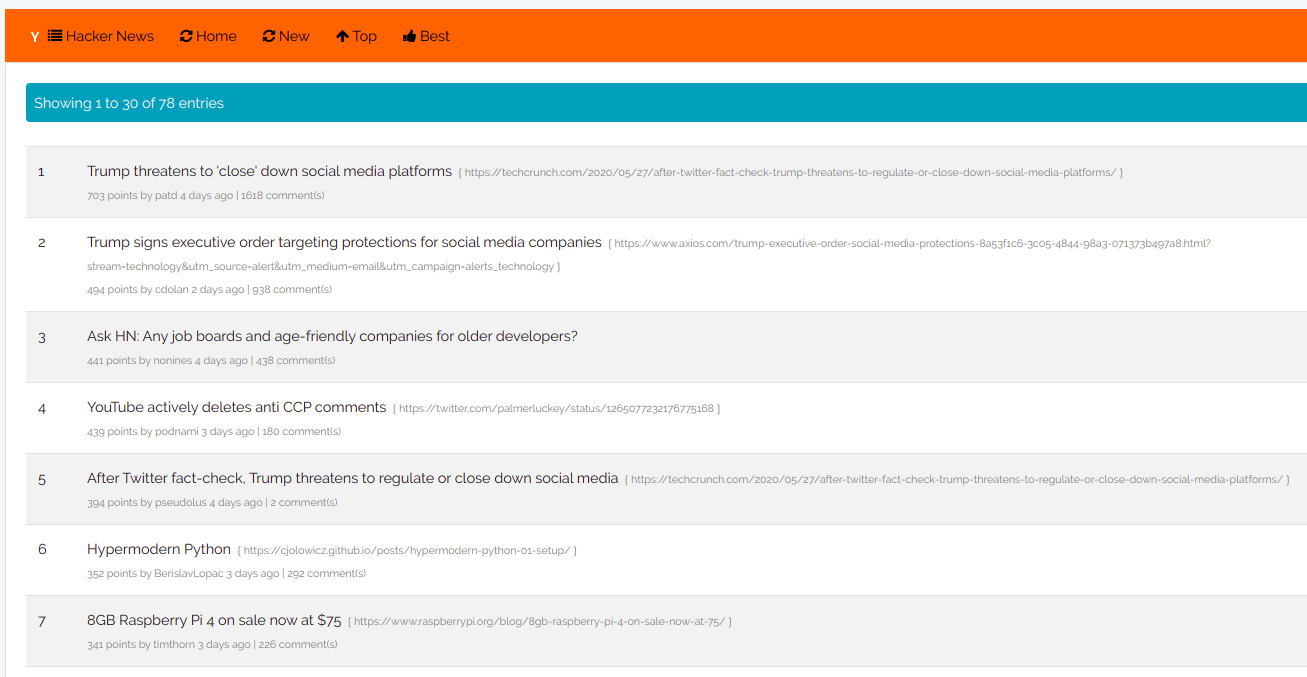 Y Hacker News Home New Top Best
Showing 1 to 30 of 78 entries
1 Trump threatens to 'close' down social media platforms [ https://techcrunch.com/2020/05/27/after-twitter-fact-check-trump-threatens-to-regulate-or-close-down-social-media-platforms/ ]
703 points by patd 4 days ago | 1618 comment(s)
2 Trump signs executive order targeting protections for social media companies [ https://www.axios.com/trump-executive-order-social-media-protections-8a53f1c6-3c05-4844-98a3-071373b497a8.html?
stream=technology&utm_source=alert&utm_medium=email&utm_campaign=alerts_technology ]
494 points by cdolan 2 days ago | 938 comment(s)
3 Ask HN: Any job boards and age-friendly companies for older developers?
441 points by nonines 4 days ago | 438 comment(s)
4 YouTube actively deletes anti CCP comments [ https://twitter.com/palmerluckey/status/1265077232176775168 ]
439 points by podnami 3 days ago | 180 comment(s)
5 After Twitter fact-check, Trump threatens to regulate or close down social media [ https://techcrunch.com/2020/05/27/after-twitter-fact-check-trump-threatens-to-regulate-or-close-down-social-media-platforms/ ]
394 points by pseudolus 4 days ago | 2 comment(s)
6 Hypermodern Python [ https://cjolowicz.github.io/posts/hypermodern-python-01-setup/ ]
352 points by BerislavLopac 3 days ago | 292 comment(s)
7 8GB Raspberry Pi 4 on sale now at $75 [ https://www.raspberrypi.org/blog/8gb-raspberry-pi-4-on-sale-now-at-75/ ]
341 points by timthorn 3 days ago | 226 comment(s)